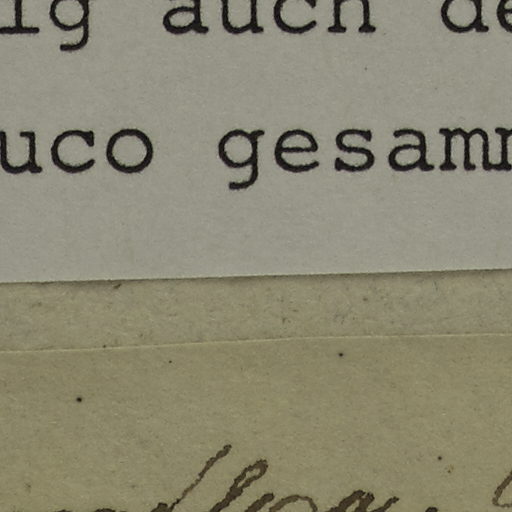 ig auch de
uco gesamm